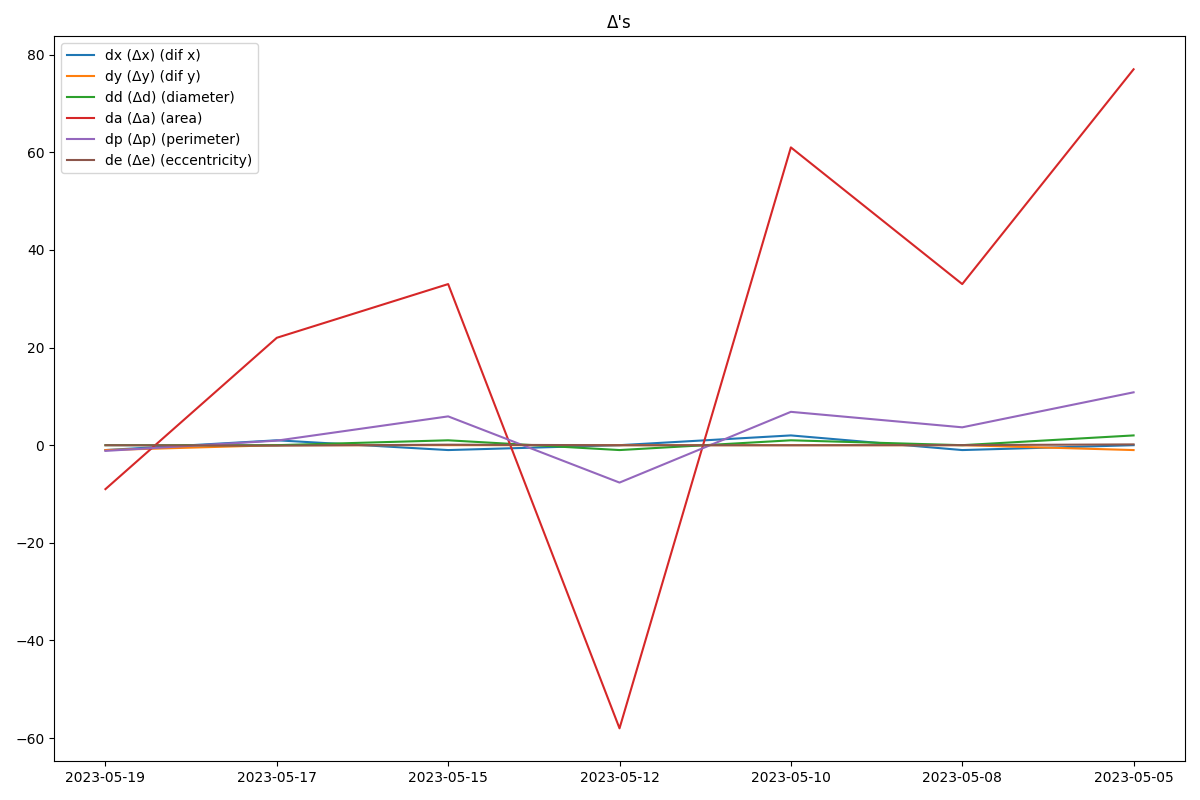 Δ's
dx (Δx) (dif x)
dy (Δy) (dif y)
dd (Δd) (diameter)
da (Δa) (area)
dp (Δp) (perimeter)
de (Δe) (eccentricity)
80
60
40
20
0
−20
−40
−60
2023-05-19 2023-05-17 2023-05-15 2023-05-12 2023-05-10 2023-05-08 2023-05-05